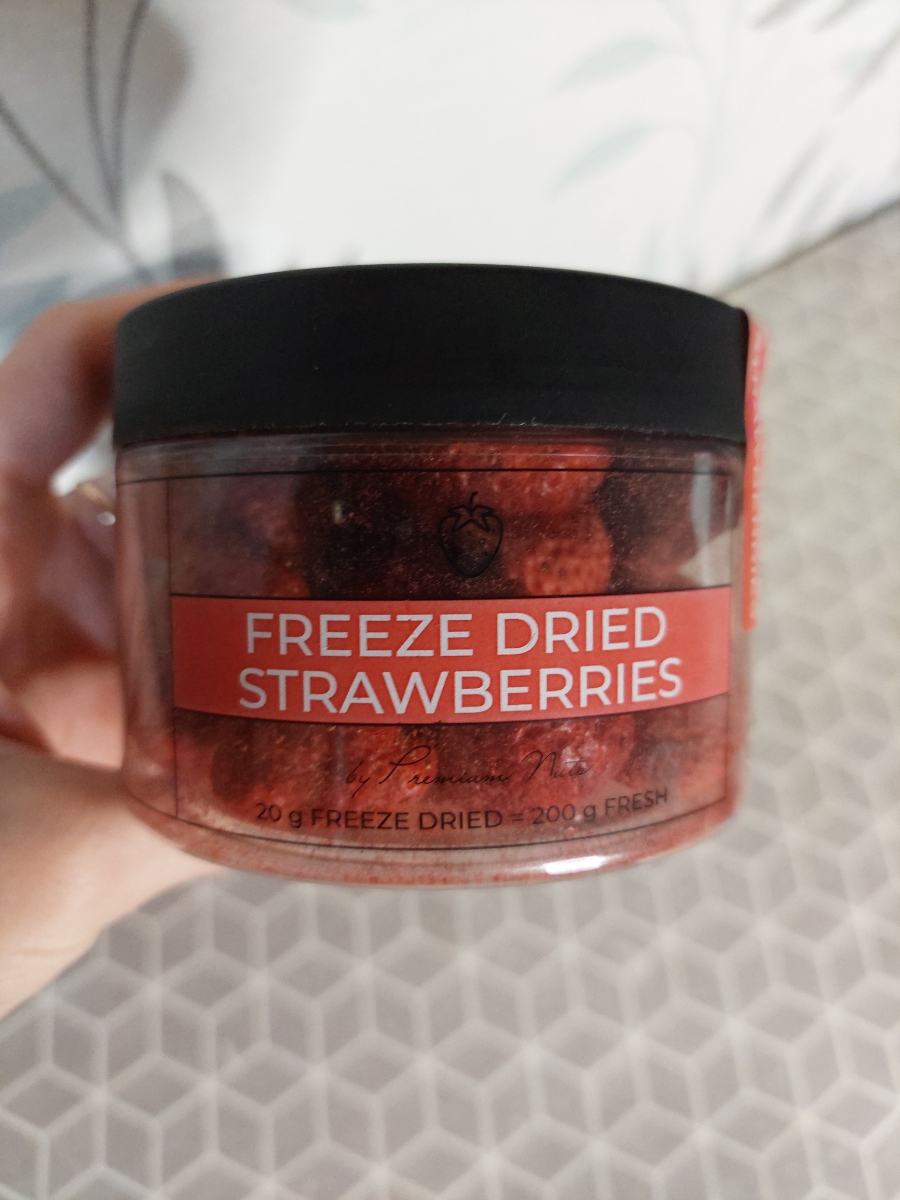 FREEZE DRIED
STRAWBERRIES
by Premium Nuts
20 g FREEZE DRIED = 200 g FRESH